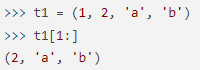 >>> t1 = (1, 2, 'a', 'b')
>>> t1[1:]
(2, 'a', 'b')